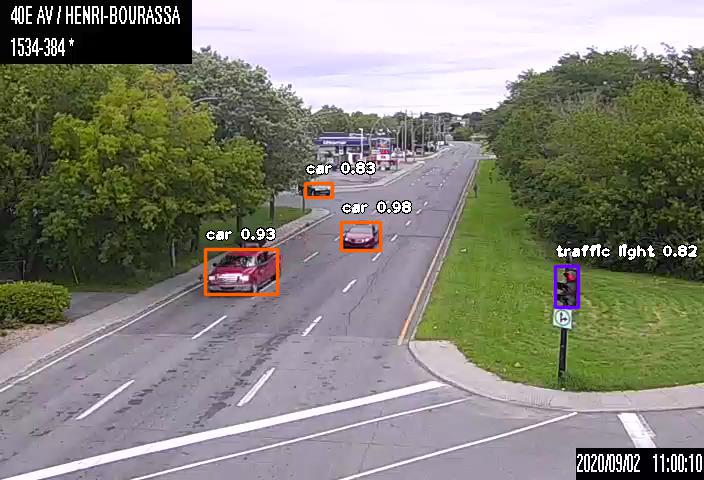 40E AV / HENRI-BOURASSA
1534-384 *
car 0.83
car 0.98
car 0.93
traffic light 0.82
2020/09/02 11:00:10